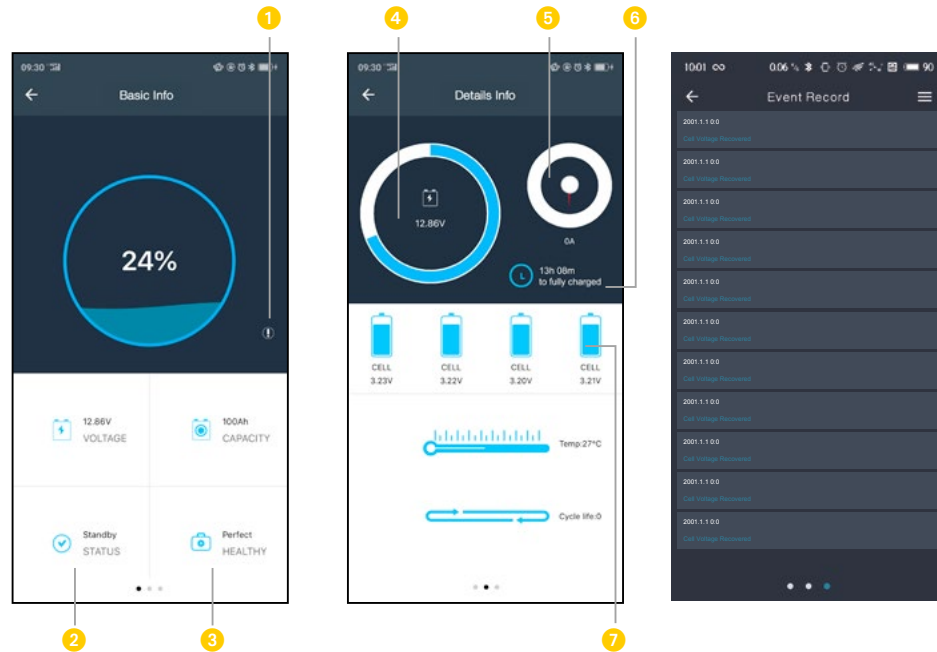 1
4
5
6
09:30
Basic Info
24%
12.86V
VOLTAGE
100Ah
CAPACITY
Standby
STATUS
Perfect
HEALTHY
2
3
09:30
Details Info
12.86V
0A
L
13h 08m
to fully charged
CELL
3.23V
CELL
3.22V
CELL
3.20V
CELL
3.21V
Temp:27°C
Cycle life:0
7
10:01
0.06
90
Event Record
2001.1.1 0:0
Cell Voltage Recovered
2001.1.1 0:0
Cell Voltage Recovered
2001.1.1 0:0
Cell Voltage Recovered
2001.1.1 0:0
Cell Voltage Recovered
2001.1.1 0:0
Cell Voltage Recovered
2001.1.1 0:0
Cell Voltage Recovered
2001.1.1 0:0
Cell Voltage Recovered
2001.1.1 0:0
Cell Voltage Recovered
2001.1.1 0:0
Cell Voltage Recovered
2001.1.1 0:0
Cell Voltage Recovered
2001.1.1 0:0
Cell Voltage Recovered